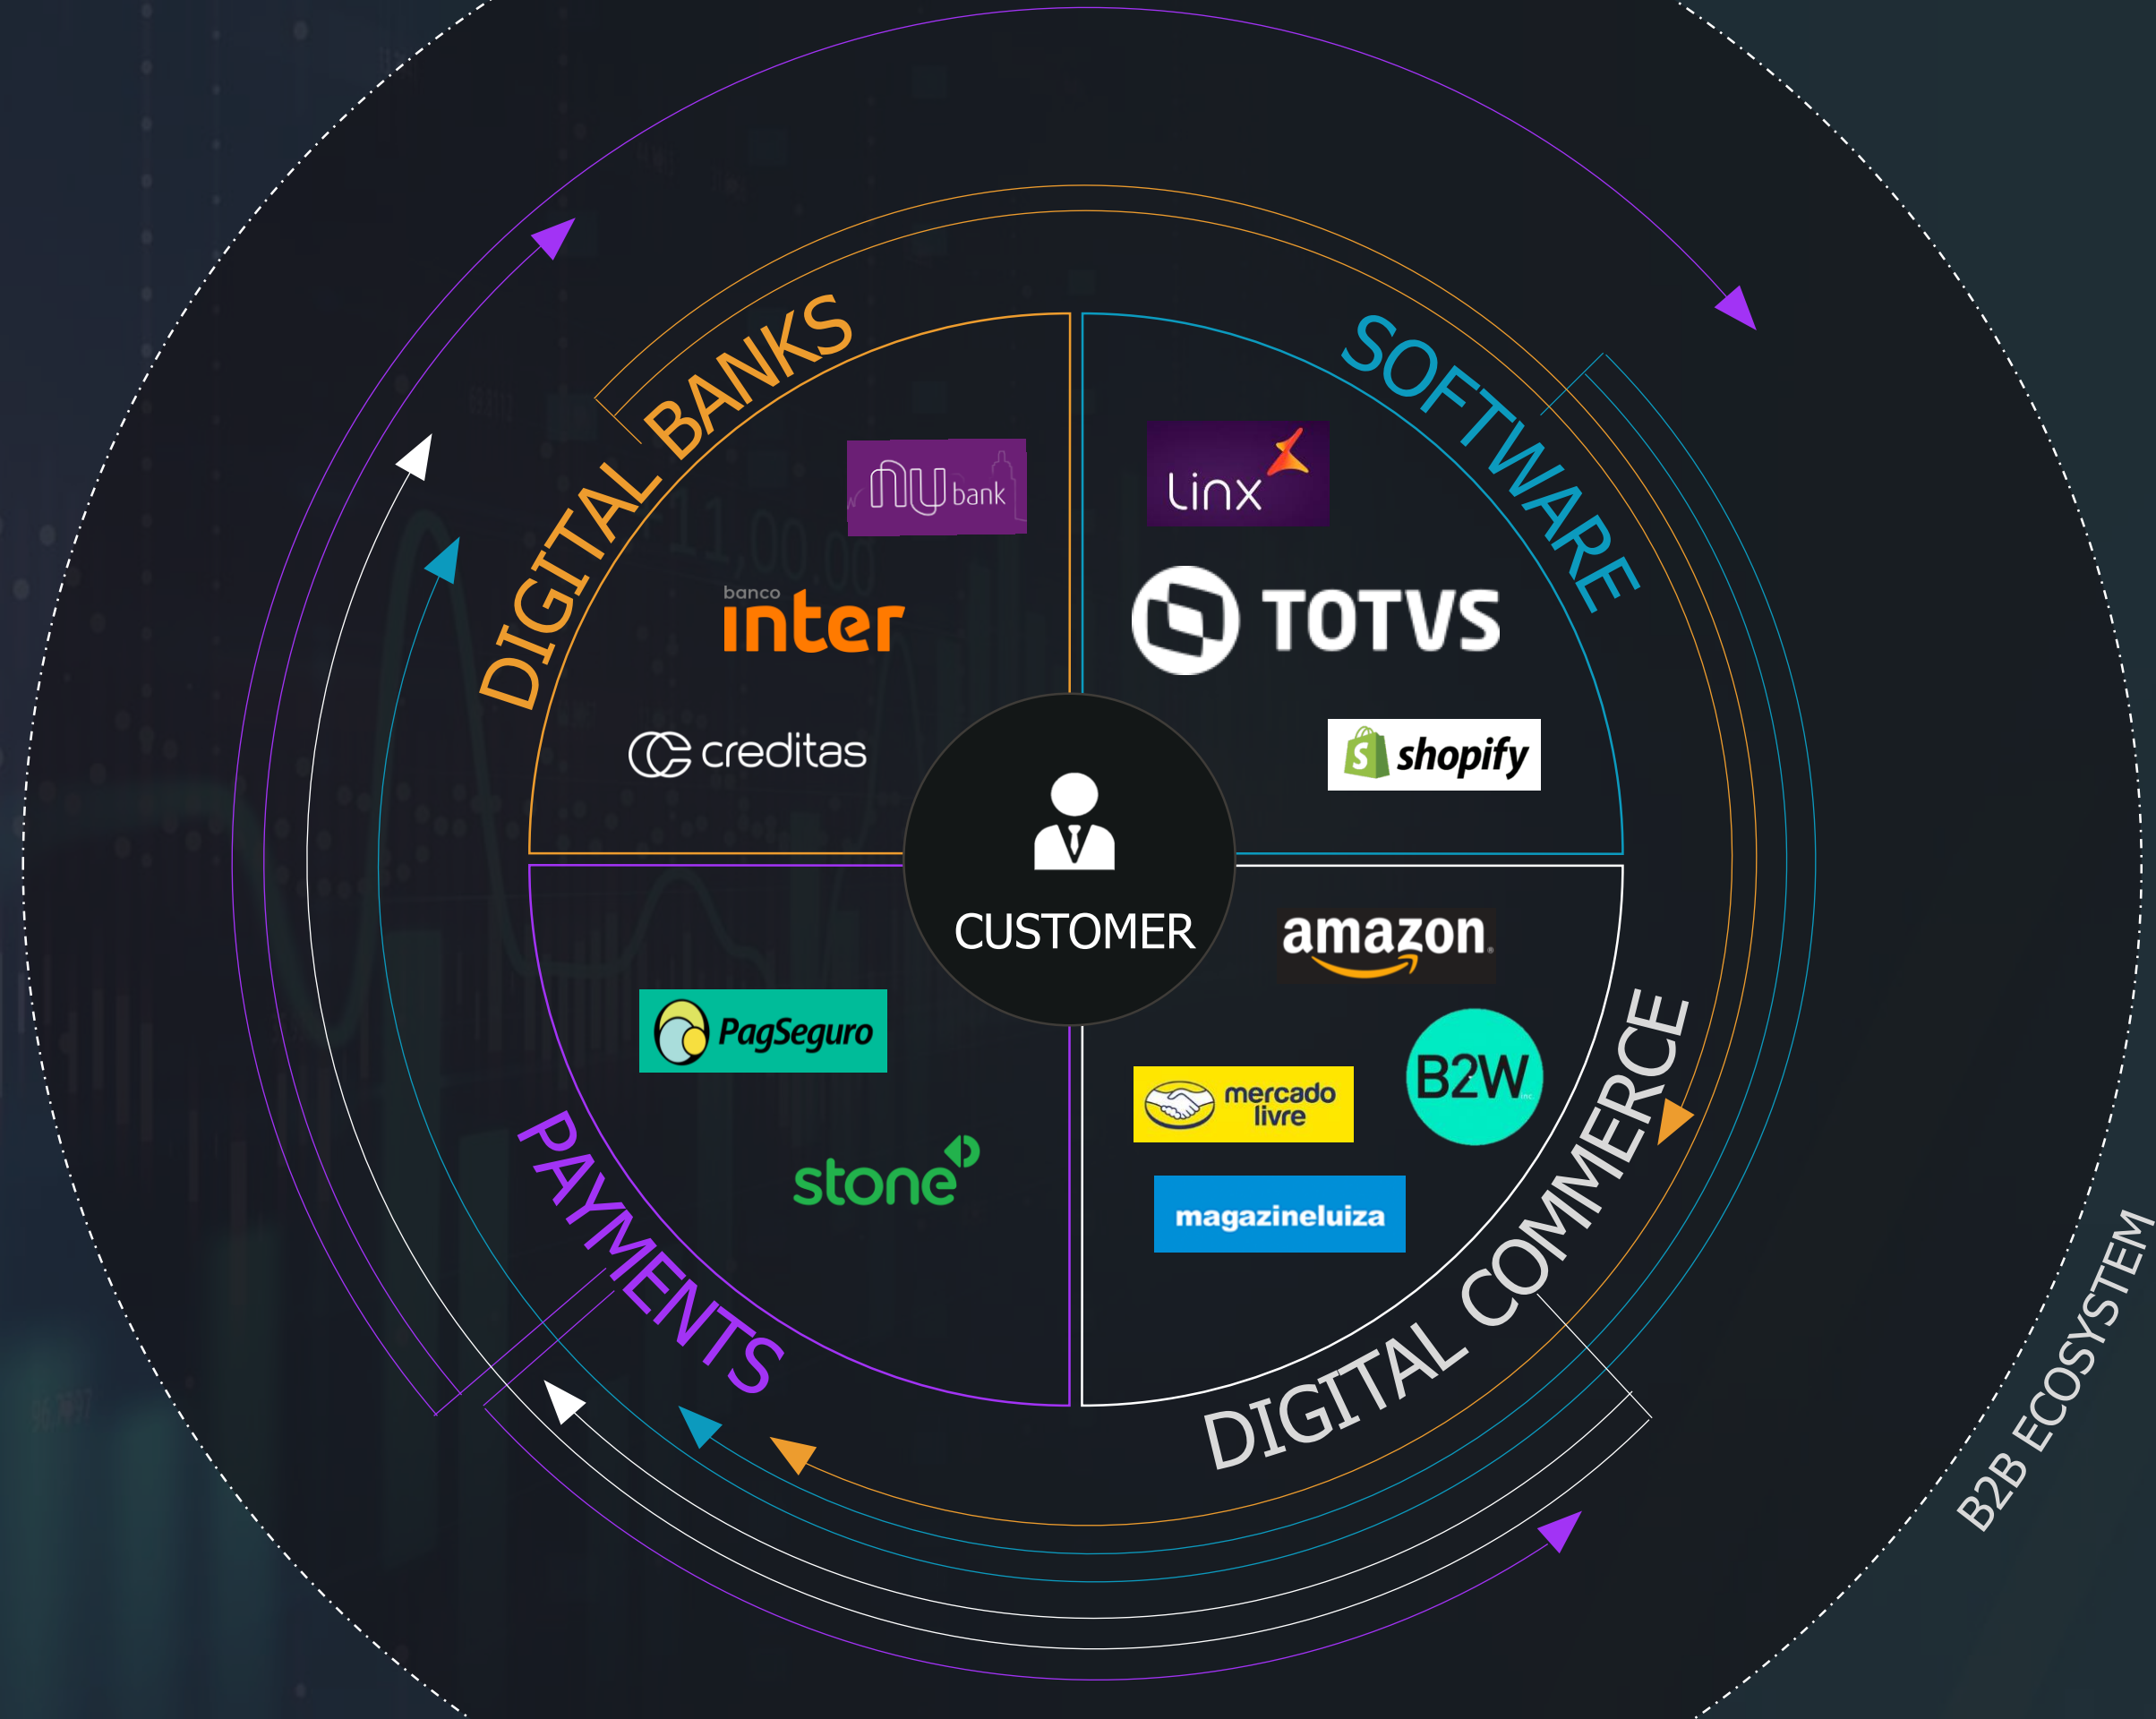 DIGITAL BANKS
nu bank
banco
inter
creditas
SOFTWARE
Linx
TOTVS
shopify
CUSTOMER
PagSeguro
stone
PAYMENTS
amazon
B2W
mercado
livre
magazineluiza
DIGITAL COMMERCE
B2B ECOSYSTEM